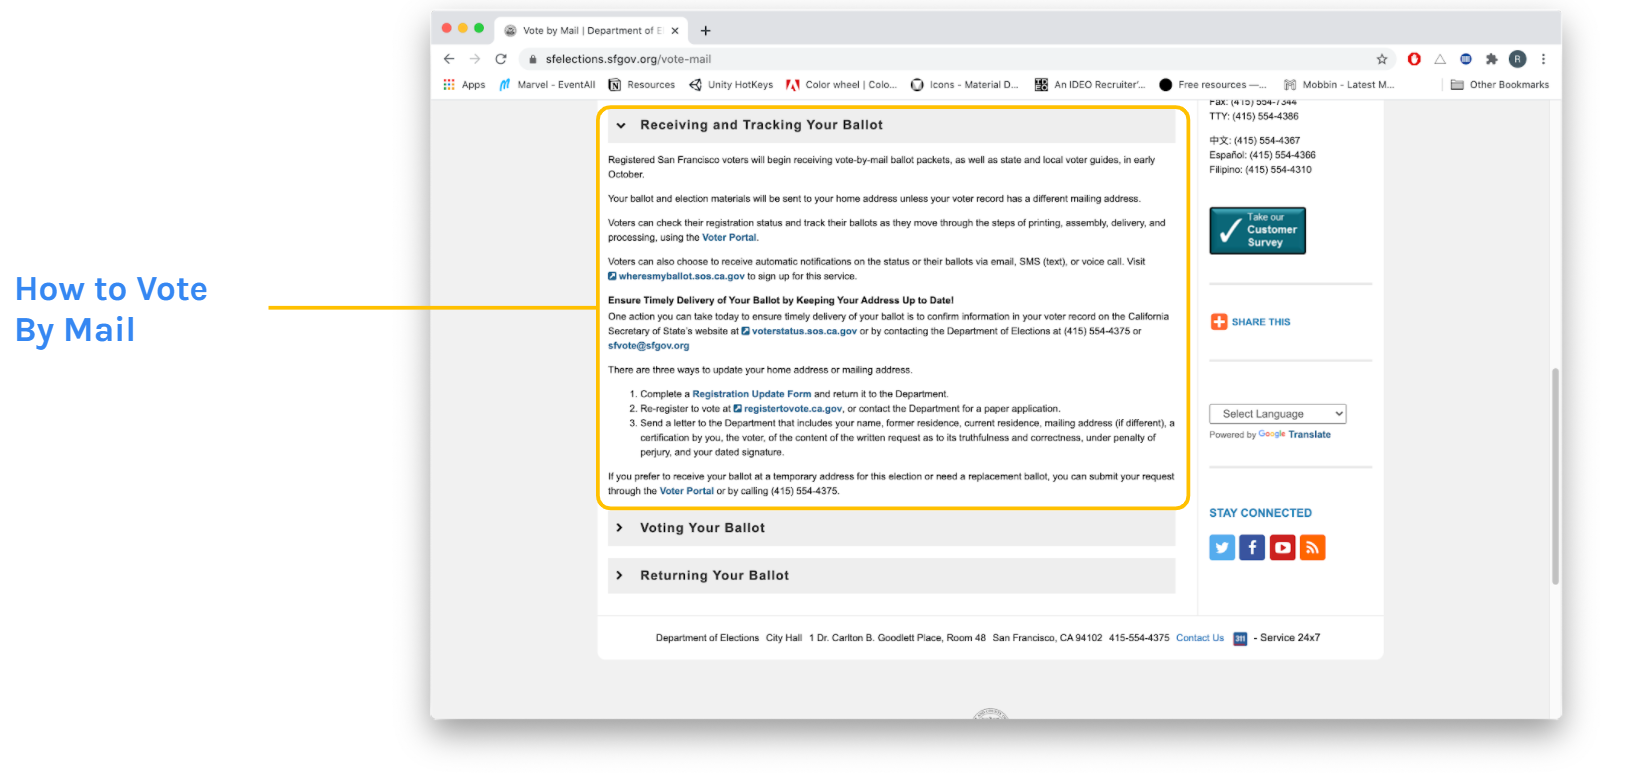 How to Vote
By Mail
Vote by Mail | Department of El
sfelections.sfgov.org/vote-mail
R
Apps
Marvel - EventAll
Resources
Unity HotKeys
Color wheel | Colo...
Icons - Material D...
An IDEO Recruiter'...
Free resources —...
Mobbin - Latest M...
Other Bookmarks
Receiving and Tracking Your Ballot
Registered San Francisco voters will begin receiving vote-by-mail ballot packets, as well as state and local voter guides, in early
October.
Your ballot and election materials will be sent to your home address unless your voter record has a different mailing address.
Voters can check their registration status and track their ballots as they move through the steps of printing, assembly, delivery, and
processing, using the Voter Portal.
Voters can also choose to receive automatic notifications on the status or their ballots via email, SMS (text), or voice call. Visit
wheresmyballot.sos.ca.gov to sign up for this service.
Ensure Timely Delivery of Your Ballot by Keeping Your Address Up to Date!
One action you can take today to ensure timely delivery of your ballot is to confirm information in your voter record on the California
Secretary of State's website at voterstatus.sos.ca.gov or by contacting the Department of Elections at (415) 554-4375 or
sfvote@sfgov.org
There are three ways to update your home address or mailing address.
1. Complete a Registration Update Form and return it to the Department.
2. Re-register to vote at registertovote.ca.gov, or contact the Department for a paper application.
3. Send a letter to the Department that includes your name, former residence, current residence, mailing address (if different), a
certification by you, the voter, of the content of the written request as to its truthfulness and correctness, under penalty of
perjury, and your dated signature.
If you prefer to receive your ballot at a temporary address for this election or need a replacement ballot, you can submit your request
through the Voter Portal or by calling (415) 554-4375.
Voting Your Ballot
Returning Your Ballot
Fax: (415) 554-7344
TTY: (415) 554-4386
中文: (415) 554-4367
Español: (415) 554-4366
Filipino: (415) 554-4310
Take our
Customer
Survey
SHARE THIS
Select Language
Powered by Google Translate
STAY CONNECTED
Department of Elections City Hall 1 Dr. Carlton B. Goodlett Place, Room 48 San Francisco, CA 94102 415-554-4375 Contact Us 311 - Service 24x7